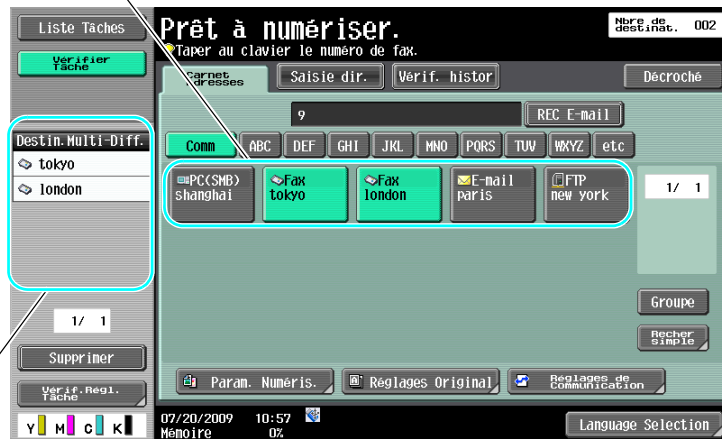 Liste Tâches
Vérifier
Tâche
Destin.Multi-Diff.
tokyo
london
1/ 1
Supprimer
Vérif.Régl.
Tâche
Y M C K
Prêt à numériser.
Taper au clavier le numéro de fax.
Nbre de
destinat. 002
Carnet
adresses
Saisie dir.
Vérif. histor
Décroché
9
REC E-mail
Comm ABC DEF GHI JKL MNO PQRS TUV WXYZ etc
PC(SMB)
shanghai
Fax
tokyo
Fax
london
E-mail
paris
FTP
new york
1/ 1
Groupe
Recher
simple
Param. Numéris.
Réglages Original
Réglages de
Communication
07/20/2009 10:57
Mémoire 0%
Language Selection